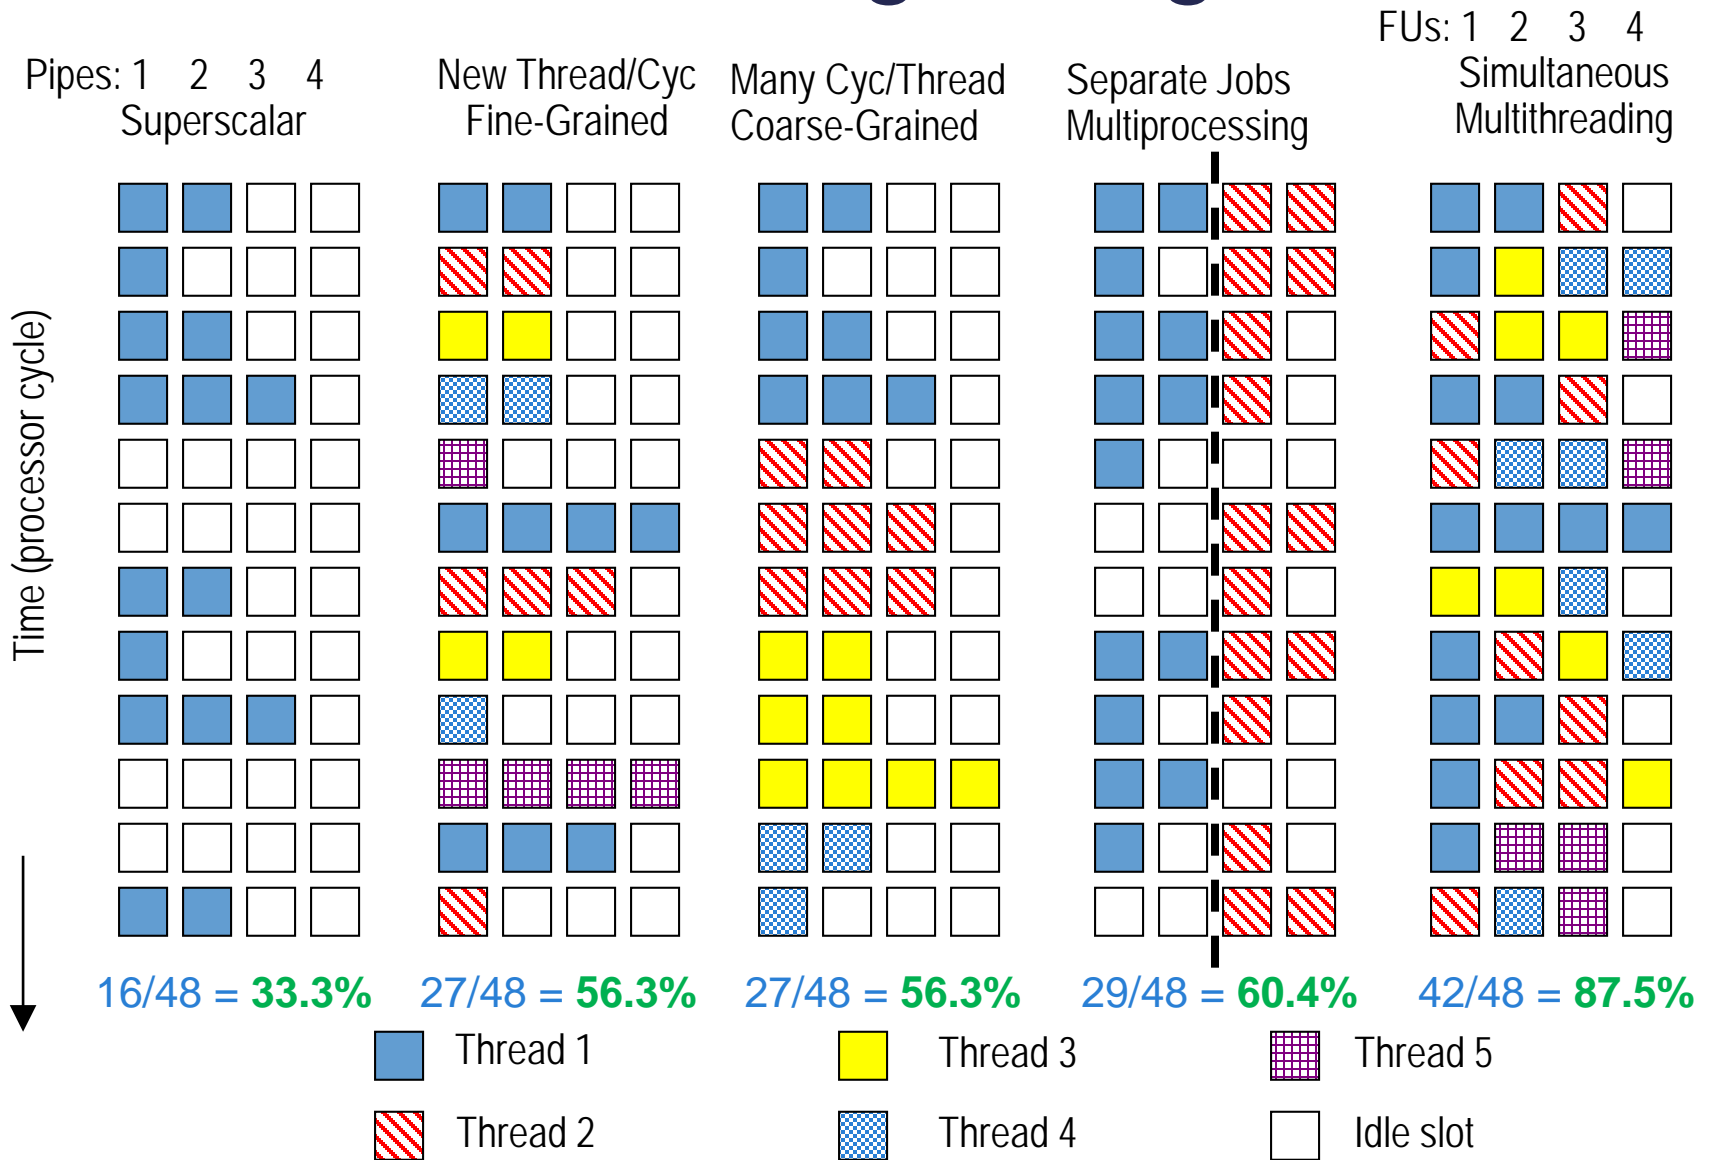 FUs: 1 2 3 4
Pipes: 1 2 3 4
Superscalar
New Thread/Cyc
Fine-Grained
Many Cyc/Thread
Coarse-Grained
Separate Jobs
Multiprocessing
Simultaneous
Multithreading
Time (processor cycle)
16/48 = 33.3%
27/48 = 56.3%
27/48 = 56.3%
29/48 = 60.4%
42/48 = 87.5%
Thread 1
Thread 3
Thread 5
Thread 2
Thread 4
Idle slot